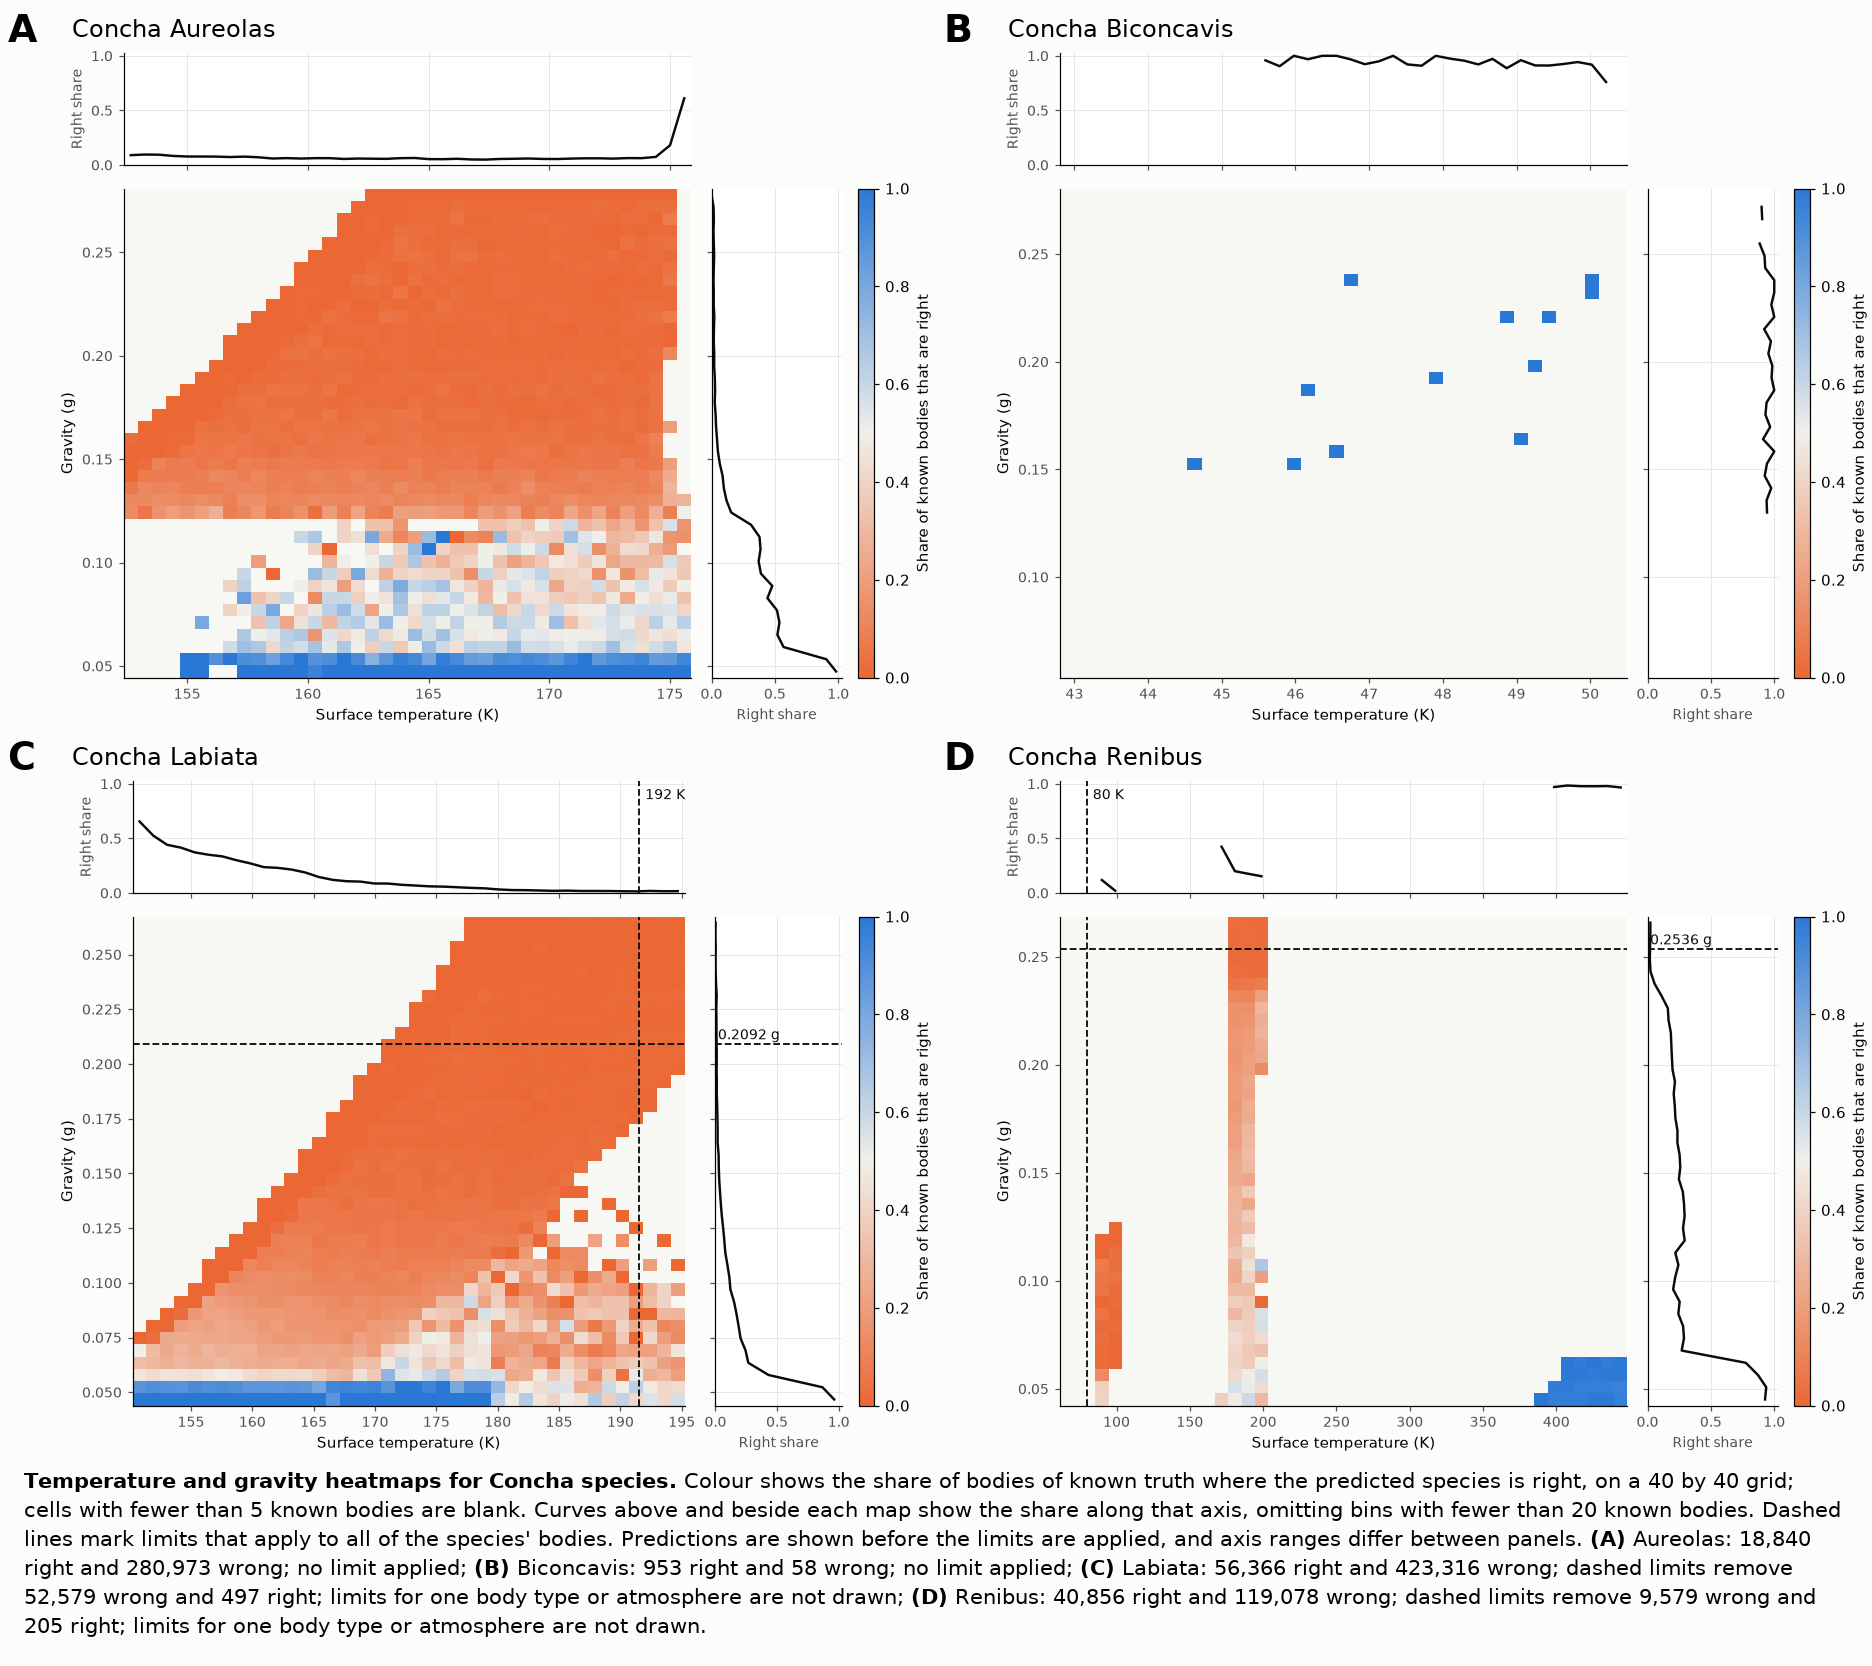 A Concha Aureolas
Right share
1.0
0.5
0.0
Gravity (g)
0.25
0.20
0.15
0.10
0.05
155 160 165 170 175
Surface temperature (K)
0.0 0.5 1.0
Right share
1.0
0.8
0.6
0.4
0.2
0.0
Share of known bodies that are right
B Concha Biconcavis
Right share
1.0
0.5
0.0
Gravity (g)
0.25
0.20
0.15
0.10
43 44 45 46 47 48 49 50
Surface temperature (K)
0.0 0.5 1.0
Right share
1.0
0.8
0.6
0.4
0.2
0.0
Share of known bodies that are right
C Concha Labiata
Right share
1.0
0.5
0.0
192 K
Gravity (g)
0.250
0.225
0.200
0.175
0.150
0.125
0.100
0.075
0.050
155 160 165 170 175 180 185 190 195
Surface temperature (K)
0.2092 g
0.0 0.5 1.0
Right share
1.0
0.8
0.6
0.4
0.2
0.0
Share of known bodies that are right
D Concha Renibus
Right share
1.0
0.5
0.0
80 K
Gravity (g)
0.25
0.20
0.15
0.10
0.05
100 150 200 250 300 350 400
Surface temperature (K)
0.2536 g
0.0 0.5 1.0
Right share
1.0
0.8
0.6
0.4
0.2
0.0
Share of known bodies that are right
Temperature and gravity heatmaps for Concha species. Colour shows the share of bodies of known truth where the predicted species is right, on a 40 by 40 grid;
cells with fewer than 5 known bodies are blank. Curves above and beside each map show the share along that axis, omitting bins with fewer than 20 known bodies. Dashed
lines mark limits that apply to all of the species' bodies. Predictions are shown before the limits are applied, and axis ranges differ between panels. (A) Aureolas: 18,840
right and 280,973 wrong; no limit applied; (B) Biconcavis: 953 right and 58 wrong; no limit applied; (C) Labiata: 56,366 right and 423,316 wrong; dashed limits remove
52,579 wrong and 497 right; limits for one body type or atmosphere are not drawn; (D) Renibus: 40,856 right and 119,078 wrong; dashed limits remove 9,579 wrong and
205 right; limits for one body type or atmosphere are not drawn.